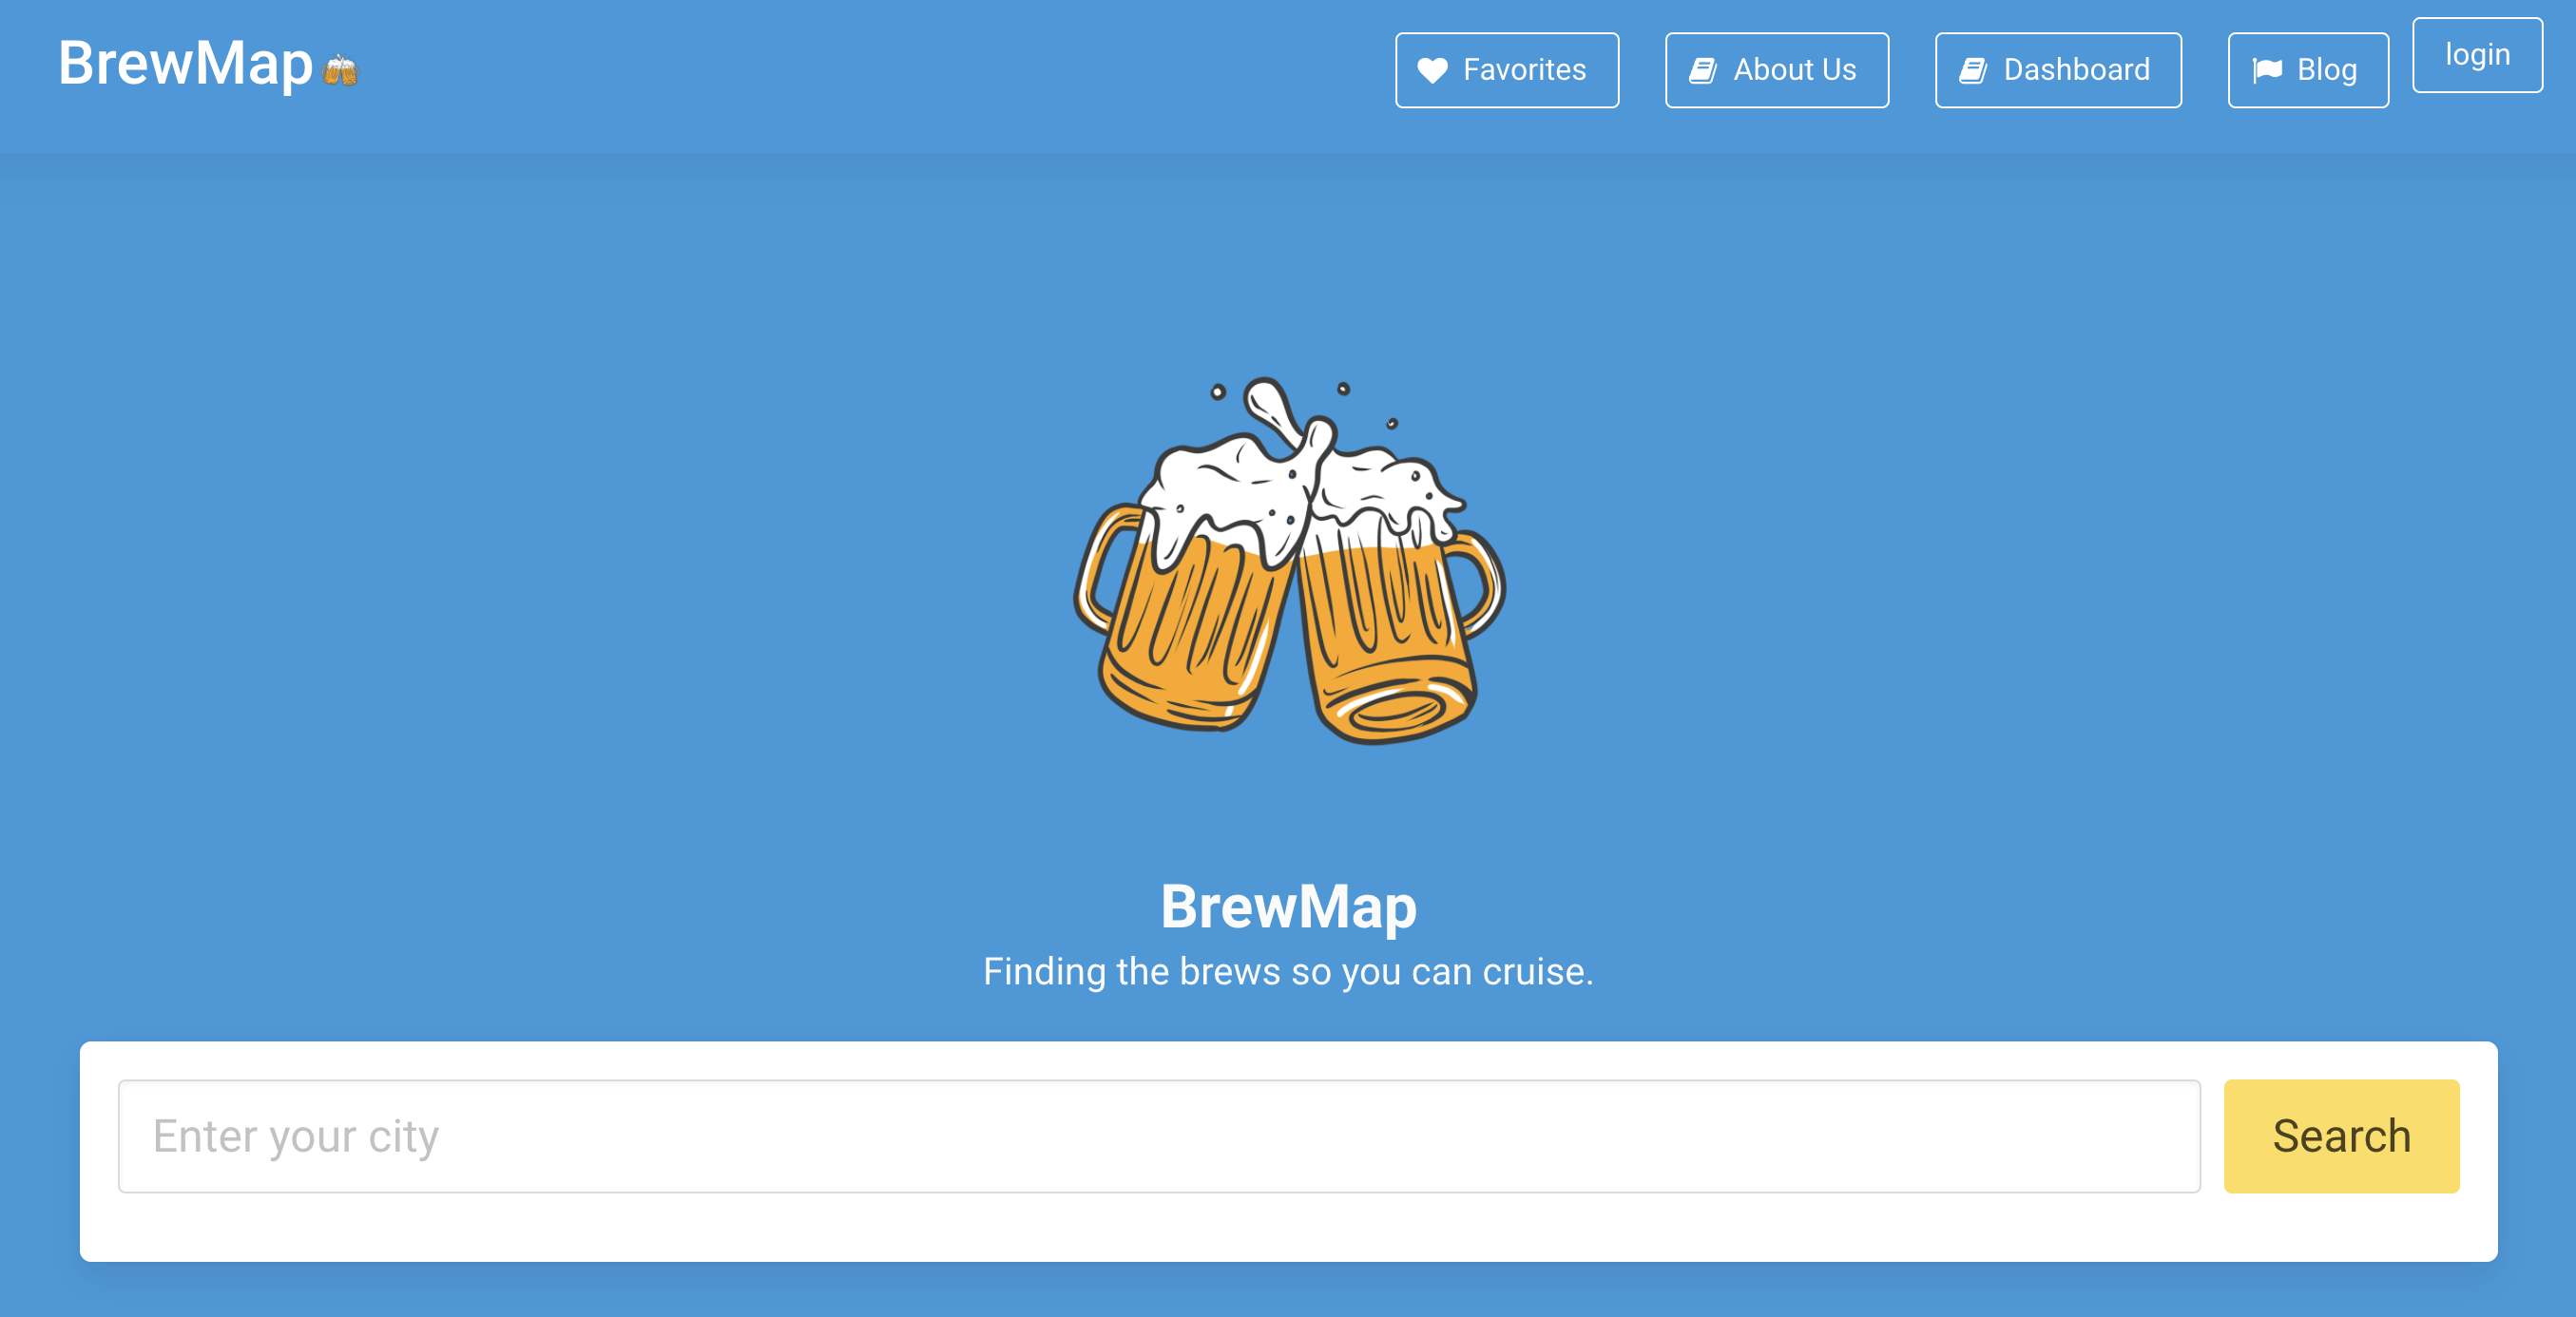 BrewMap
Favorites
About Us
Dashboard
Blog
login
BrewMap
Finding the brews so you can cruise.
Enter your city
Search